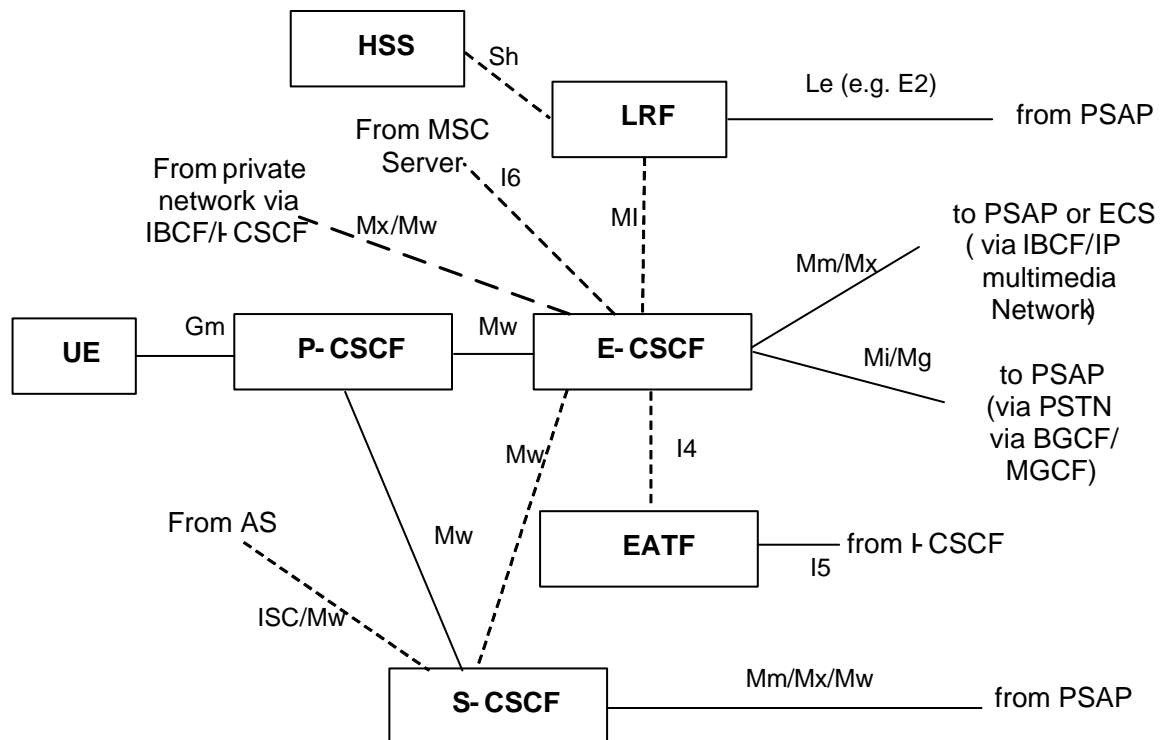 HSS
Sh
LRF
Le (e.g. E2)
from PSAP
From MSC
Server
I6
From private
network via
IBCF/I-CSCF
Mx/Mw
Ml
to PSAP or ECS
( via IBCF/IP
multimedia
Network)
Mm/Mx
UE
Gm
P- CSCF
Mw
E- CSCF
Mi/Mg
to PSAP
(via PSTN
via BGCF/
MGCF)
Mw
I4
From AS
Mw
EATF
I5
from I-CSCF
ISC/Mw
S- CSCF
Mm/Mx/Mw
from PSAP